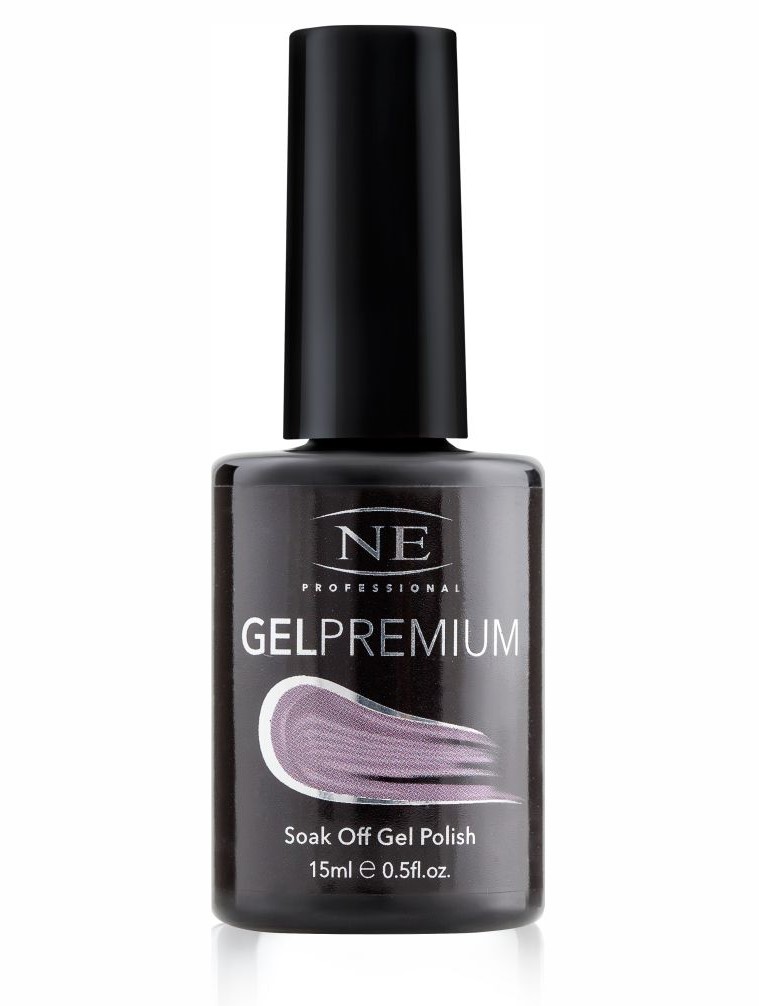 NE
PROFESSIONAL
GELPREMIUM
Soak Off Gel Polish
15ml ℮ 0.5fl.oz.